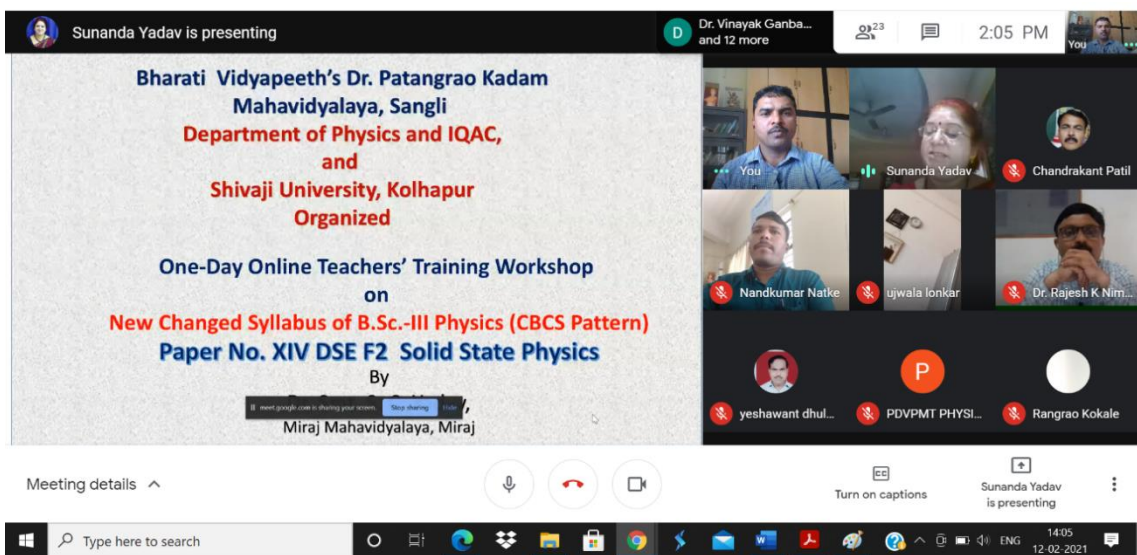 Sunanda Yadav is presenting
D
Dr. Vinayak Ganba...
and 12 more
23
2:05 PM
You
Bharati Vidyapeeth's Dr. Patangrao Kadam
Mahavidyalaya, Sangli
Department of Physics and IQAC,
and
Shivaji University, Kolhapur
Organized
One-Day Online Teachers' Training Workshop
on
New Changed Syllabus of B.Sc.-III Physics (CBCS Pattern)
Paper No. XIV DSE F2 Solid State Physics
By
meet.google.com is sharing your screen. Stop sharing Hide
Miraj Mahavidyalaya, Miraj
You
Sunanda Yadav
Chandrakant Patil
Nandkumar Natke
ujwala lonkar
Dr. Rajesh K Nim...
P
yeshawant dhul...
PDVPMT PHYSI...
Rangrao Kokale
Meeting details
CC
Turn on captions
Sunanda Yadav
is presenting
Type here to search
ENG
14:05
12-02-2021